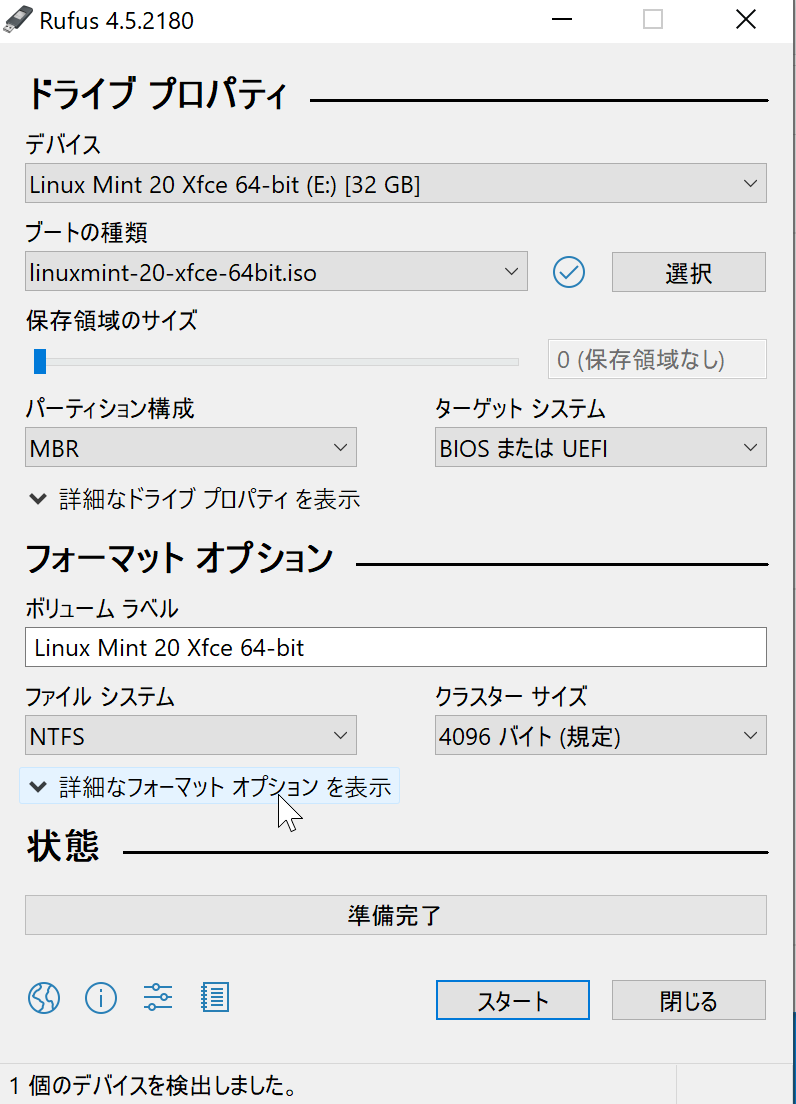 Rufus 4.5.2180
ドライブ プロパティ
デバイス
Linux Mint 20 Xfce 64-bit (E:) [32 GB]
ブートの種類
linuxmint-20-xfce-64bit.iso
選択
保存領域のサイズ
0 (保存領域なし)
パーティション構成
ターゲット システム
MBR
BIOS または UEFI
詳細なドライブ プロパティ を表示
フォーマット オプション
ボリューム ラベル
Linux Mint 20 Xfce 64-bit
ファイル システム
クラスター サイズ
NTFS
4096 バイト (規定)
詳細なフォーマット オプション を表示
状態
準備完了
スタート
閉じる
1 個のデバイスを検出しました。